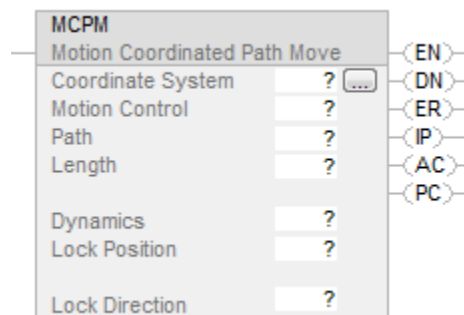 MCPM
Motion Coordinated Path Move
Coordinate System ? ...
Motion Control ?
Path ?
Length ?
Dynamics ?
Lock Position ?
Lock Direction ?
EN
DN
ER
IP
AC
PC